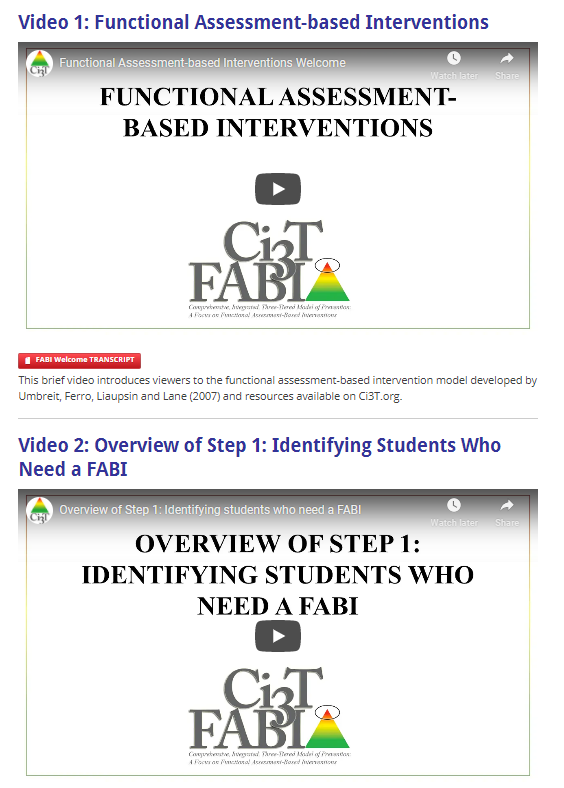 Video 1: Functional Assessment-based Interventions
Ci3T
Functional Assessment-based Interventions Welcome
Watch later
Share
FUNCTIONAL ASSESSMENT-
BASED INTERVENTIONS
Ci3T
FABI
Comprehensive, Integrated, Three-Tiered Model of Prevention
A Focus on Functional Assessment-Based Interventions
FABI Welcome TRANSCRIPT
This brief video introduces viewers to the functional assessment-based intervention model developed by
Umbreit, Ferro, Liaupsin and Lane (2007) and resources available on Ci3T.org.
Video 2: Overview of Step 1: Identifying Students Who
Need a FABI
Ci3T
Overview of Step 1: Identifying students who need a FABI
Watch later
Share
OVERVIEW OF STEP 1:
IDENTIFYING STUDENTS WHO
NEED A FABI
Ci3T
FABI
Comprehensive, Integrated, Three-Tiered Model of Prevention
A Focus on Functional Assessment-Based Interventions